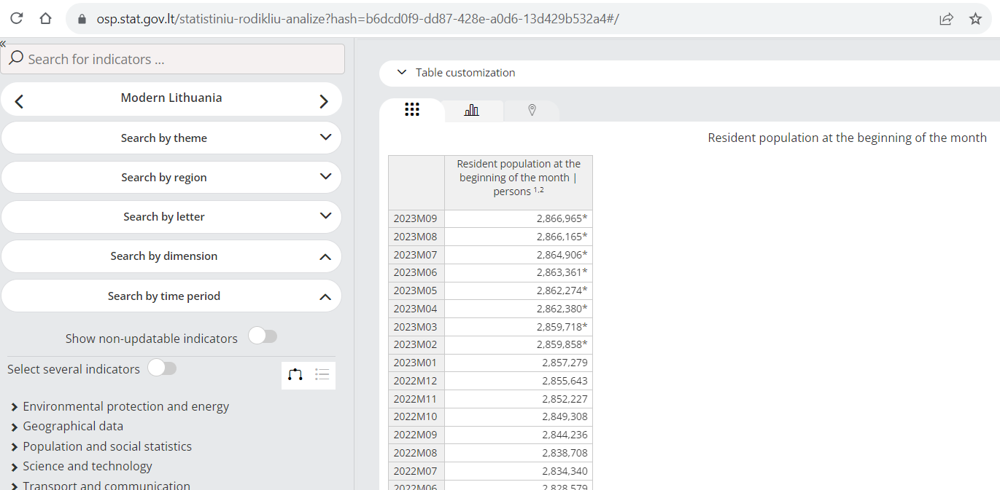 osp.stat.gov.lt/statistiniu-rodikliu-analize?hash=b6dcd0f9-dd87-428e-a0d6-13d429b532a4#/
«
Search for indicators ...
Modern Lithuania
Search by theme
Search by region
Search by letter
Search by dimension
Search by time period
Show non-updatable indicators
Select several indicators
Environmental protection and energy
Geographical data
Population and social statistics
Science and technology
Transport and communication
Table customization
Resident population at the beginning of the month
Resident population at the
beginning of the month |
persons 1,2
2023M09 2,866,965*
2023M08 2,866,165*
2023M07 2,864,906*
2023M06 2,863,361*
2023M05 2,862,274*
2023M04 2,862,380*
2023M03 2,859,718*
2023M02 2,859,858*
2023M01 2,857,279
2022M12 2,855,643
2022M11 2,852,227
2022M10 2,849,308
2022M09 2,844,236
2022M08 2,838,708
2022M07 2,834,340
2022M06 2,828,579